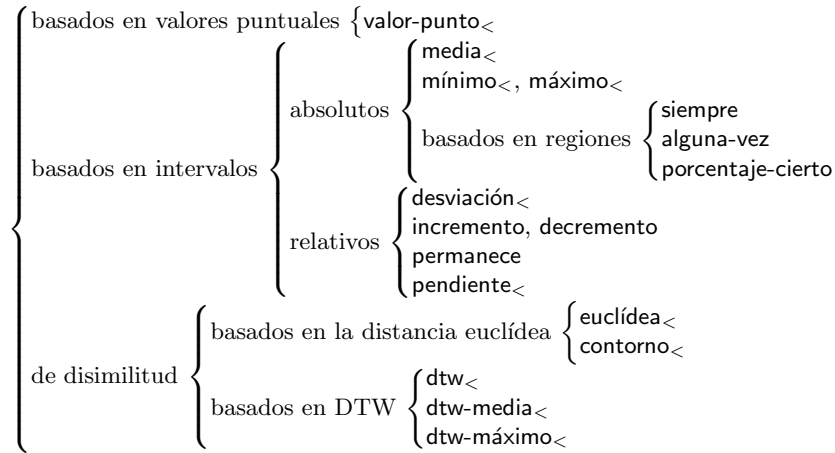 basados en valores puntuales { valor-punto<
basados en intervalos
absolutos
media<
mínimo<, máximo<
basados en regiones
siempre
alguna-vez
porcentaje-cierto
relativos
desviación<
incremento, decremento
permanece
pendiente<
de disimilitud
basados en la distancia euclídea
euclídea<
contorno<
basados en DTW
dtw<
dtw-media<
dtw-máximo<